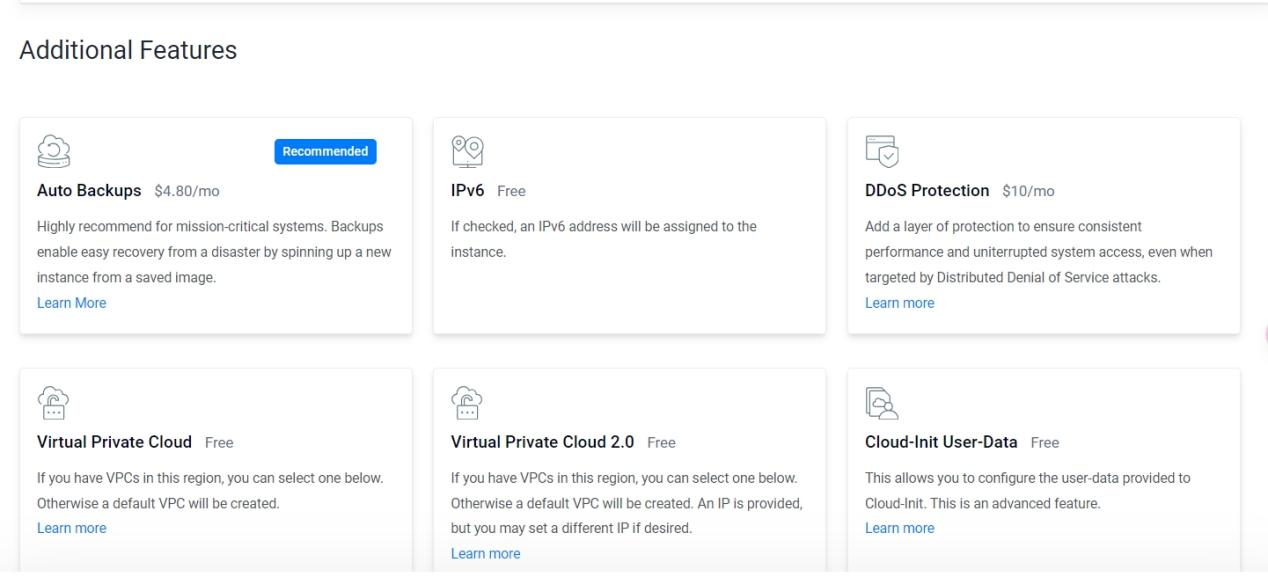 Additional Features
Recommended
Auto Backups $4.80/mo
Highly recommend for mission-critical systems. Backups
enable easy recovery from a disaster by spinning up a new
instance from a saved image.
Learn More
IPv6 Free
If checked, an IPv6 address will be assigned to the
instance.
DDoS Protection $10/mo
Add a layer of protection to ensure consistent
performance and uniterrupted system access, even when
targeted by Distributed Denial of Service attacks.
Learn more
Virtual Private Cloud Free
If you have VPCs in this region, you can select one below.
Otherwise a default VPC will be created.
Learn more
Virtual Private Cloud 2.0 Free
If you have VPCs in this region, you can select one below.
Otherwise a default VPC will be created. An IP is provided,
but you may set a different IP if desired.
Learn more
Cloud-Init User-Data Free
This allows you to configure the user-data provided to
Cloud-Init. This is an advanced feature.
Learn more